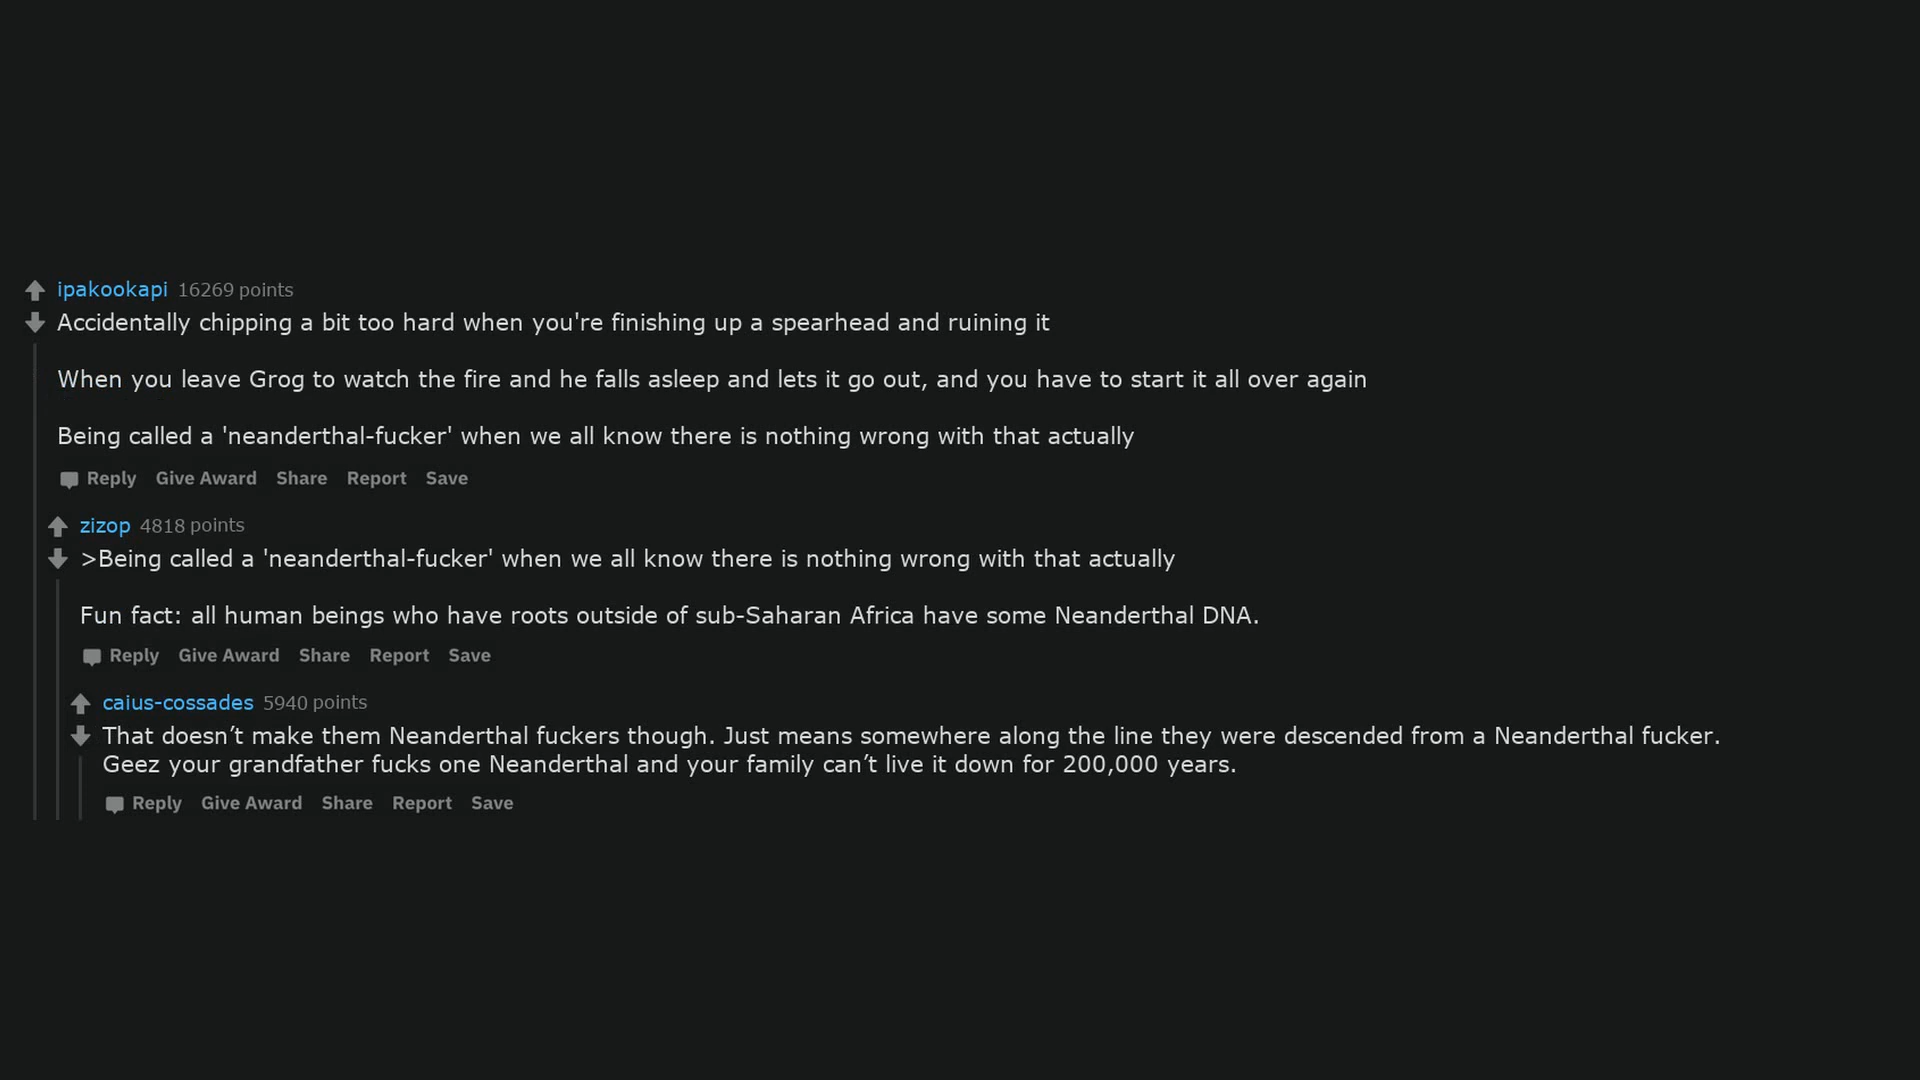 ipakookapi 16269 points
Accidentally chipping a bit too hard when you're finishing up a spearhead and ruining it
When you leave Grog to watch the fire and he falls asleep and lets it go out, and you have to start it all over again
Being called a 'neanderthal-fucker' when we all know there is nothing wrong with that actually
Reply Give Award Share Report Save
zizop 4818 points
>Being called a 'neanderthal-fucker' when we all know there is nothing wrong with that actually
Fun fact: all human beings who have roots outside of sub-Saharan Africa have some Neanderthal DNA.
Reply Give Award Share Report Save
caius-cossades 5940 points
That doesn’t make them Neanderthal fuckers though. Just means somewhere along the line they were descended from a Neanderthal fucker.
Geez your grandfather fucks one Neanderthal and your family can’t live it down for 200,000 years.
Reply Give Award Share Report Save